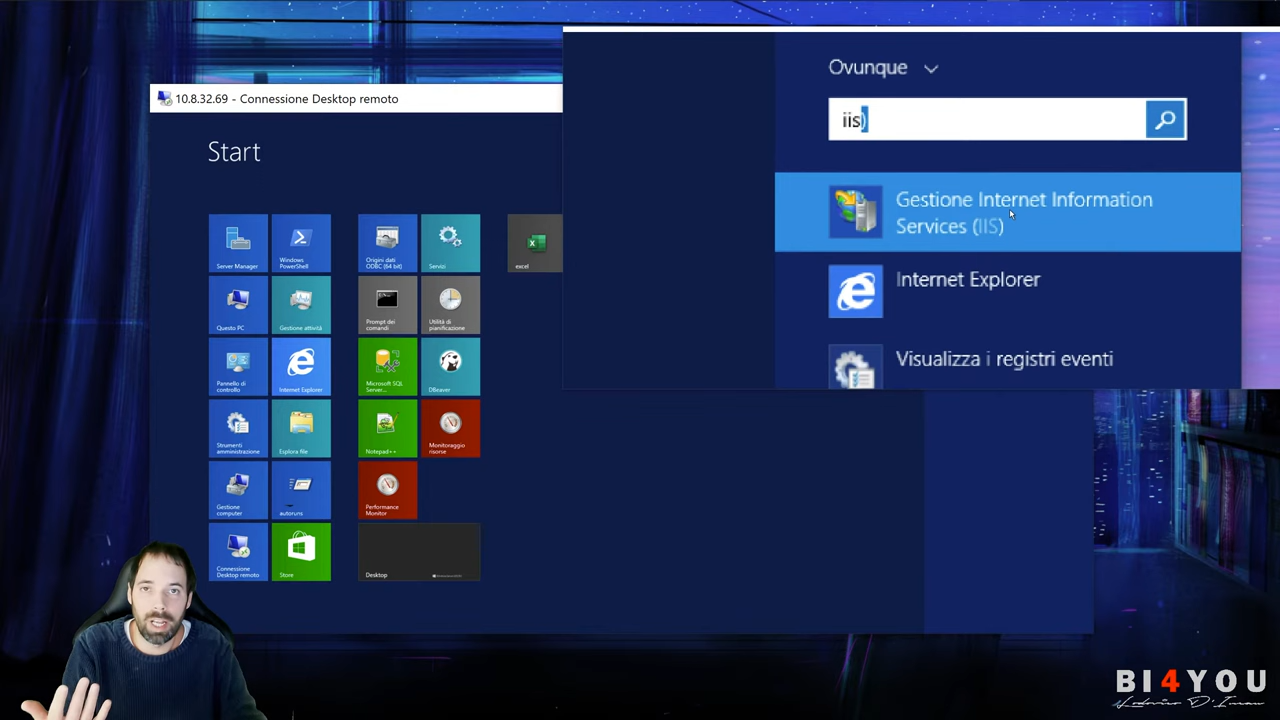 10.8.32.69 - Connessione Desktop remoto
Start
Server Manager
Windows
PowerShell
Origini dati
ODBC (64 bit)
Servizi
excel
Questo PC
Gestione attività
Prompt dei
comandi
Utilità di
pianificazione
Pannello di
controllo
Internet Explorer
Microsoft SQL
Server...
DBeaver
Strumenti
amministrazione
Esplora file
Notepad++
Monitoraggio
risorse
Gestione
computer
autoruns
Performance
Monitor
Connessione
Desktop remoto
Store
Desktop
Ovunque
iis)
Gestione Internet Information
Services (IIS)
Internet Explorer
Visualizza i registri eventi
BI4YOU